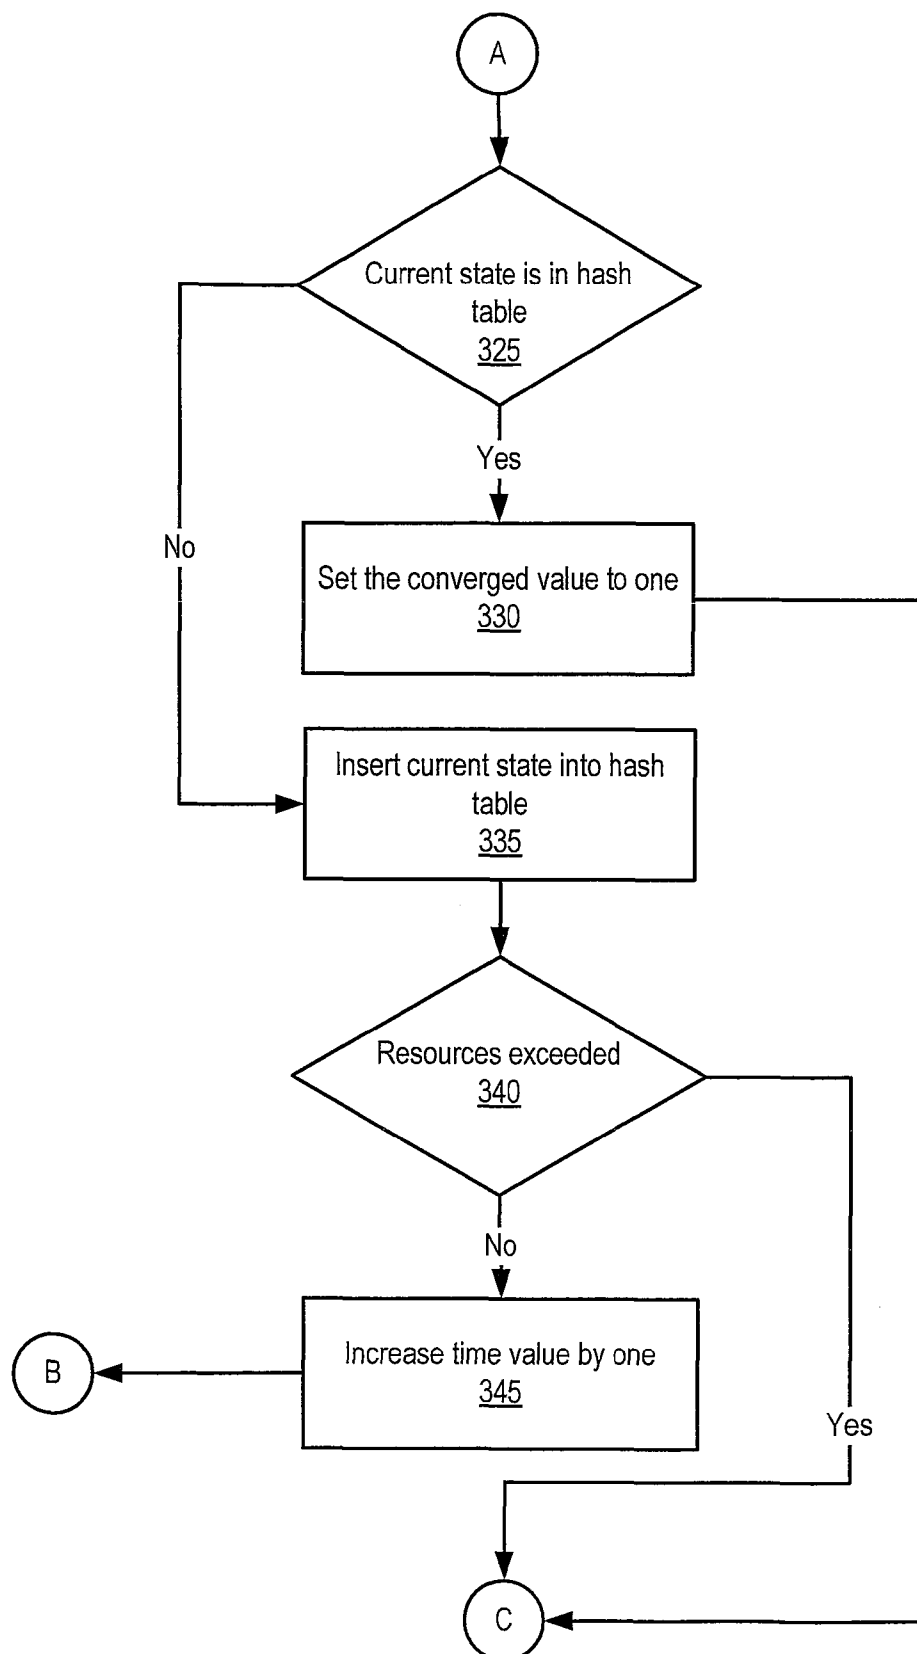 A
Current state is in hash
table
325
Yes
No
Set the converged value to one
330
Insert current state into hash
table
335
Resources exceeded
340
No
Increase time value by one
345
B
Yes
C